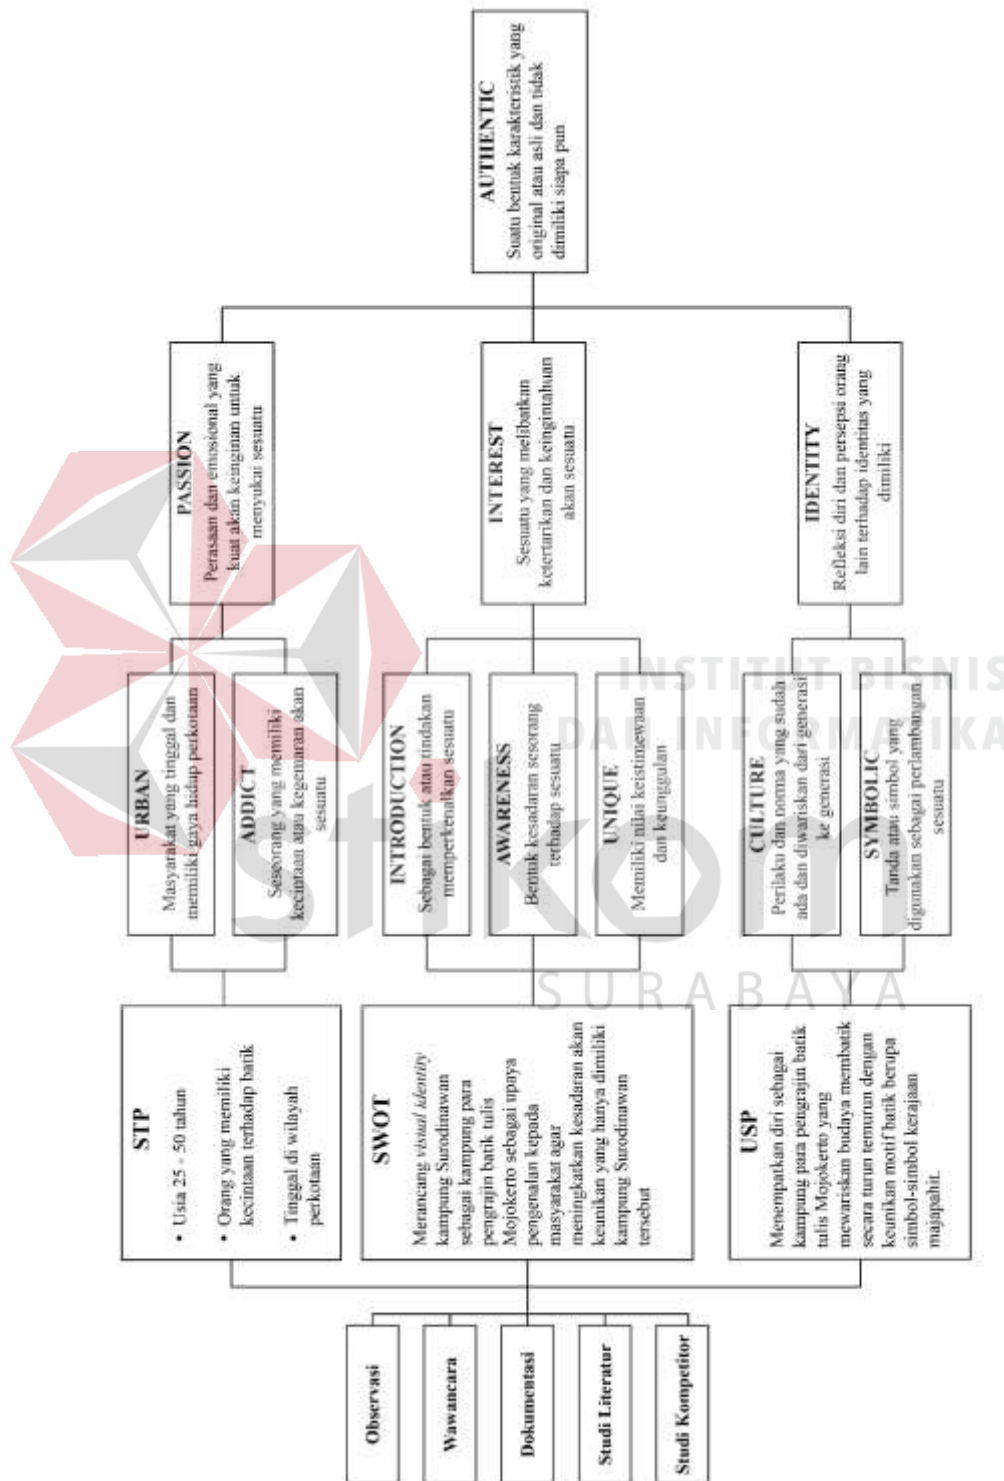 Observasi
Wawancara
Dokumentasi
Studi Literatur
Studi Kompetitor
STP
• Usia 25 - 50 tahun
• Orang yang memiliki
kecintaan terhadap batik
• Tinggal di wilayah
perkotaan
SWOT
Merancang visual identity
kampung Surodinawan
sebagai kampung para
pengrajin batik tulis
Mojokerto sebagai upaya
pengenalan kepada
masyarakat agar
meningkatkan kesadaran akan
keunikan yang hanya dimiliki
kampung Surodinawan
tersebut
USP
Menempatkan diri sebagai
kampung para pengrajin batik
tulis Mojokerto yang
mewariskan budaya membatik
secara turun temurun dengan
keunikan motif batik berupa
simbol-simbol kerajaan
majapahit.
URBAN
Masyarakat yang tinggal dan
memiliki gaya hidap perkotaan
ADDICT
Seseorang yang memiliki
kecintaan atau kegemaran akan
sesuatu
INTRODUCTION
Sebagai bentuk atau tindakan
memperkenalkan sesuatu
AWARENESS
Bentuk kesadaran sesorang
terhadap sesuatu
UNIQUE
Memiliki nilai keistimewaan
dan keunggulan
CULTURE
Perilaku dan norma yang sudah
ada dan diwariskan dari generasi
ke generasi
SYMBOLIC
Tanda atau simbol yang
digunakan sebagai perlambangan
sesuatu
PASSION
Perasaan dan emosional yang
kuat akan keinginan untuk
menyukai sesuatu
INTEREST
Sesuatu yang melibatkan
ketertarikan dan keingintahuan
akan sesuatu
IDENTITY
Refleksi diri dan persepsi orang
lain terhadap identitas yang
dimiliki
AUTHENTIC
Suatu bentuk karakteristik yang
original atau asli dan tidak
dimiliki siapa pun
INSTITUT BISNIS
DAN INFORMATIKA
stikom
SURABAYA